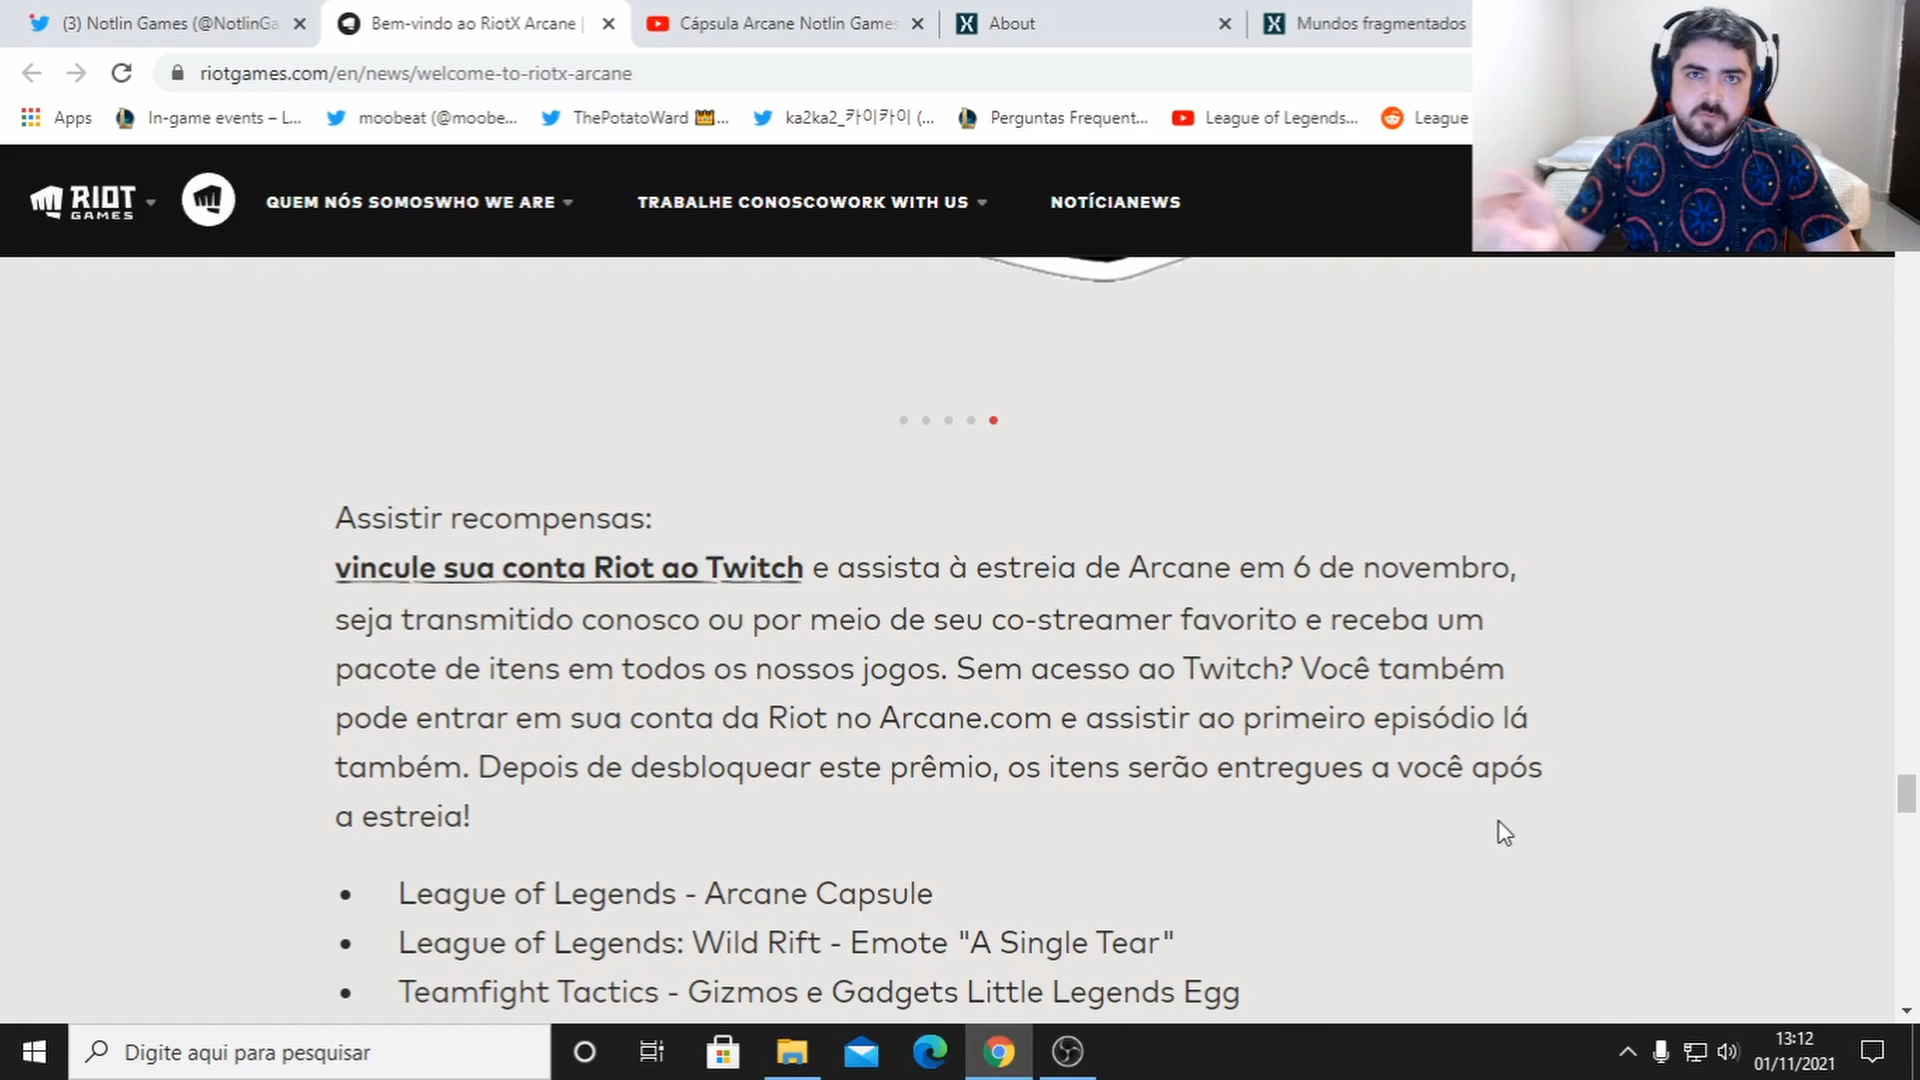 (3) Notlin Games (@NotlinGa
Bem-vindo ao RiotX Arcane |
Cápsula Arcane Notlin Games
About
Mundos fragmentados
riotgames.com/en/news/welcome-to-riotx-arcane
Apps
In-game events – L...
moobeat (@moobe...
ThePotatoWard 👑...
ka2ka2_카이카이 (...
Perguntas Frequent...
League of Legends...
League
RIOT GAMES
QUEM NÓS SOMOSWHO WE ARE
TRABALHE CONOSCOWORK WITH US
NOTÍCIANEWS
Assistir recompensas:
vincule sua conta Riot ao Twitch e assista à estreia de Arcane em 6 de novembro,
seja transmitido conosco ou por meio de seu co-streamer favorito e receba um
pacote de itens em todos os nossos jogos. Sem acesso ao Twitch? Você também
pode entrar em sua conta da Riot no Arcane.com e assistir ao primeiro episódio lá
também. Depois de desbloquear este prêmio, os itens serão entregues a você após
a estreia!
• League of Legends - Arcane Capsule
• League of Legends: Wild Rift - Emote "A Single Tear"
• Teamfight Tactics - Gizmos e Gadgets Little Legends Egg
Digite aqui para pesquisar
13:12
01/11/2021